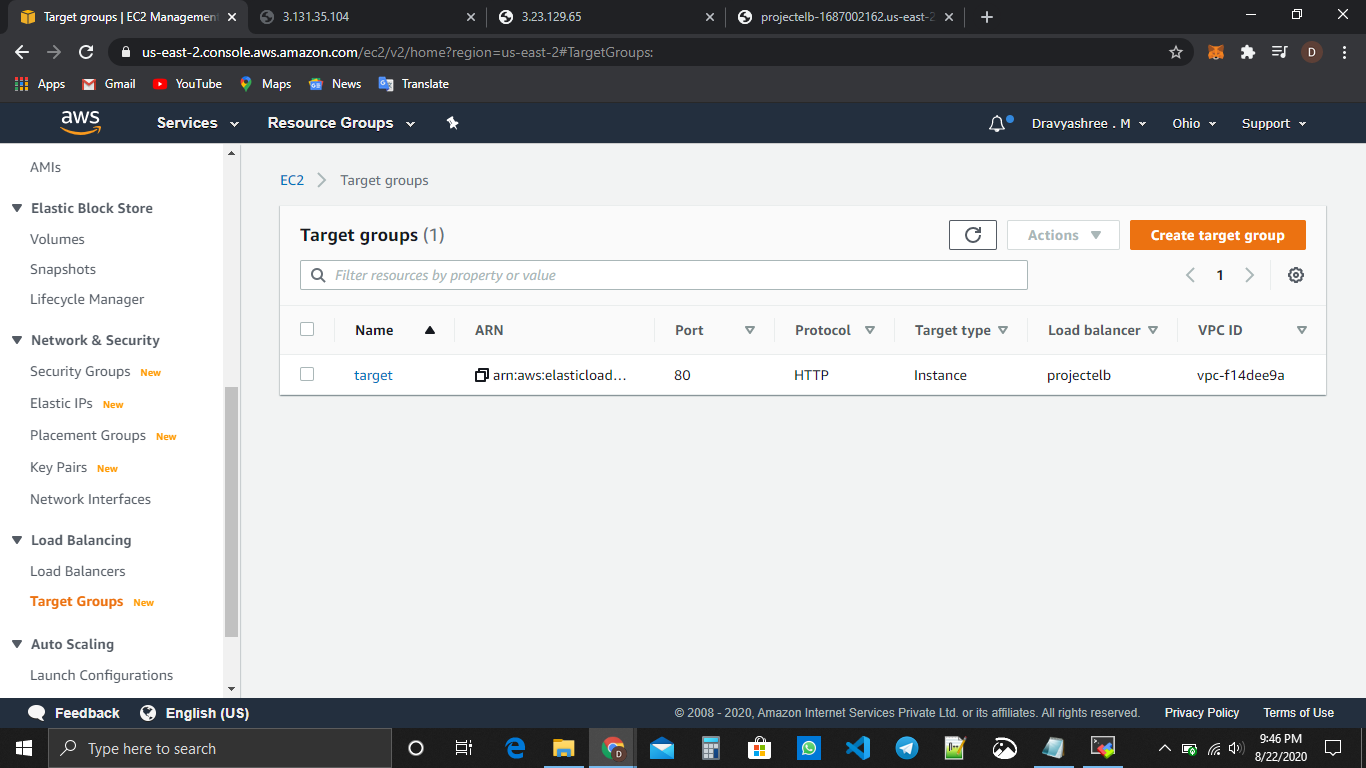 Target groups | EC2 Management
3.131.35.104
3.23.129.65
projectelb-1687002162.us-east-2
us-east-2.console.aws.amazon.com/ec2/v2/home?region=us-east-2#TargetGroups:
D
Apps
Gmail
YouTube
Maps
News
Translate
aws
Services
Resource Groups
Dravyashree . M
Ohio
Support
AMIs
Elastic Block Store
Volumes
Snapshots
Lifecycle Manager
Network & Security
Security Groups New
Elastic IPs New
Placement Groups New
Key Pairs New
Network Interfaces
Load Balancing
Load Balancers
Target Groups New
Auto Scaling
Launch Configurations
EC2 Target groups
Target groups (1)
Actions
Create target group
Filter resources by property or value
1
Name ARN Port Protocol Target type Load balancer VPC ID
target arn:aws:elasticload... 80 HTTP Instance projectelb vpc-f14dee9a
Feedback
English (US)
© 2008 - 2020, Amazon Internet Services Private Ltd. or its affiliates. All rights reserved.
Privacy Policy
Terms of Use
Type here to search
D
9:46 PM
8/22/2020